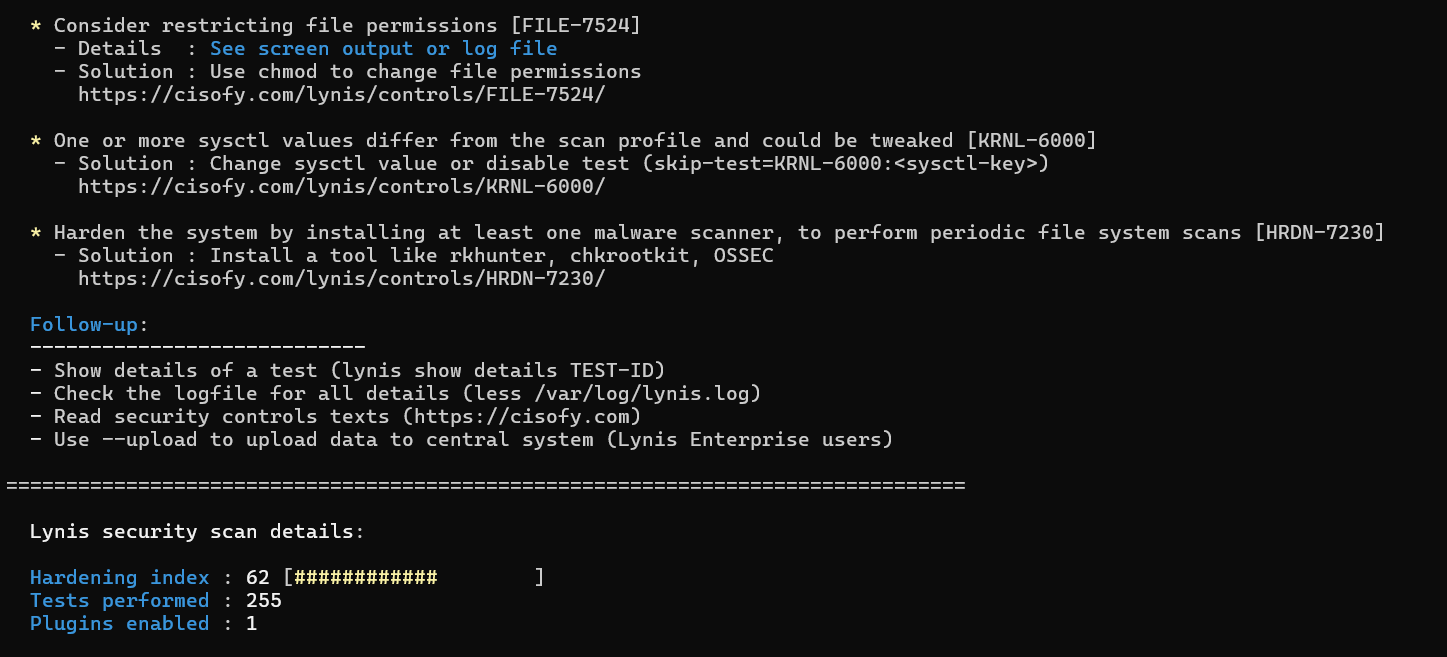 * Consider restricting file permissions [FILE-7524]
- Details  : See screen output or log file
- Solution : Use chmod to change file permissions
https://cisofy.com/lynis/controls/FILE-7524/
* One or more sysctl values differ from the scan profile and could be tweaked [KRNL-6000]
- Solution : Change sysctl value or disable test (skip-test=KRNL-6000:<sysctl-key>)
https://cisofy.com/lynis/controls/KRNL-6000/
* Harden the system by installing at least one malware scanner, to perform periodic file system scans [HRDN-7230]
- Solution : Install a tool like rkhunter, chkrootkit, OSSEC
https://cisofy.com/lynis/controls/HRDN-7230/
Follow-up:
----------------------------
- Show details of a test (lynis show details TEST-ID)
- Check the logfile for all details (less /var/log/lynis.log)
- Read security controls texts (https://cisofy.com)
- Use --upload to upload data to central system (Lynis Enterprise users)
================================================================================
Lynis security scan details:
Hardening index : 62 [############        ]
Tests performed : 255
Plugins enabled : 1